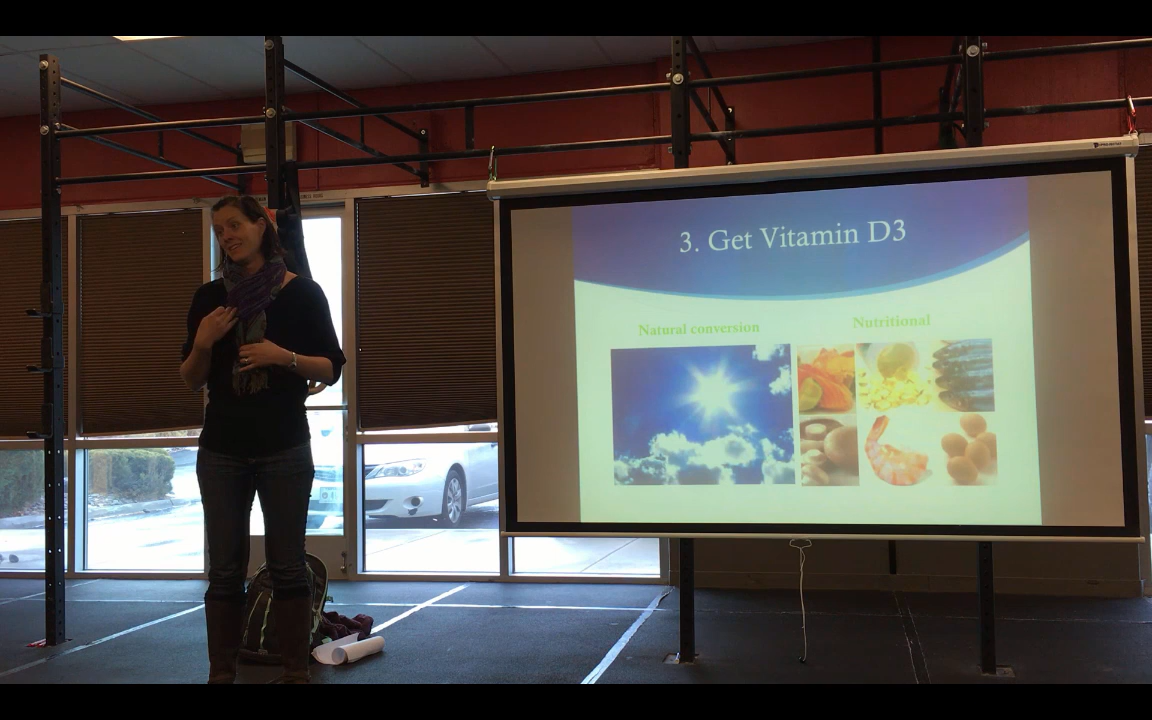 3. Get Vitamin D3
Natural conversion
Nutritional